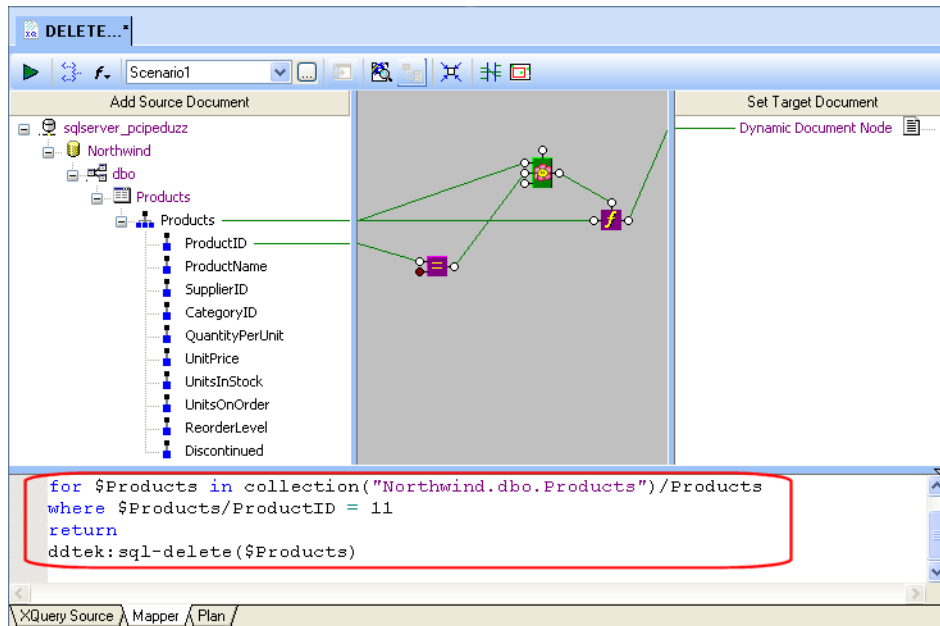 DELETE...*
Scenario1
Add Source Document
Set Target Document
sqlserver_pcipeduzz
Dynamic Document Node
Northwind
dbo
Products
Products
ProductID
ProductName
SupplierID
CategoryID
QuantityPerUnit
UnitPrice
UnitsInStock
UnitsOnOrder
ReorderLevel
Discontinued
for $Products in collection("Northwind.dbo.Products")/Products
where $Products/ProductID = 11
return
ddtek:sql-delete($Products)
XQuery Source Mapper Plan